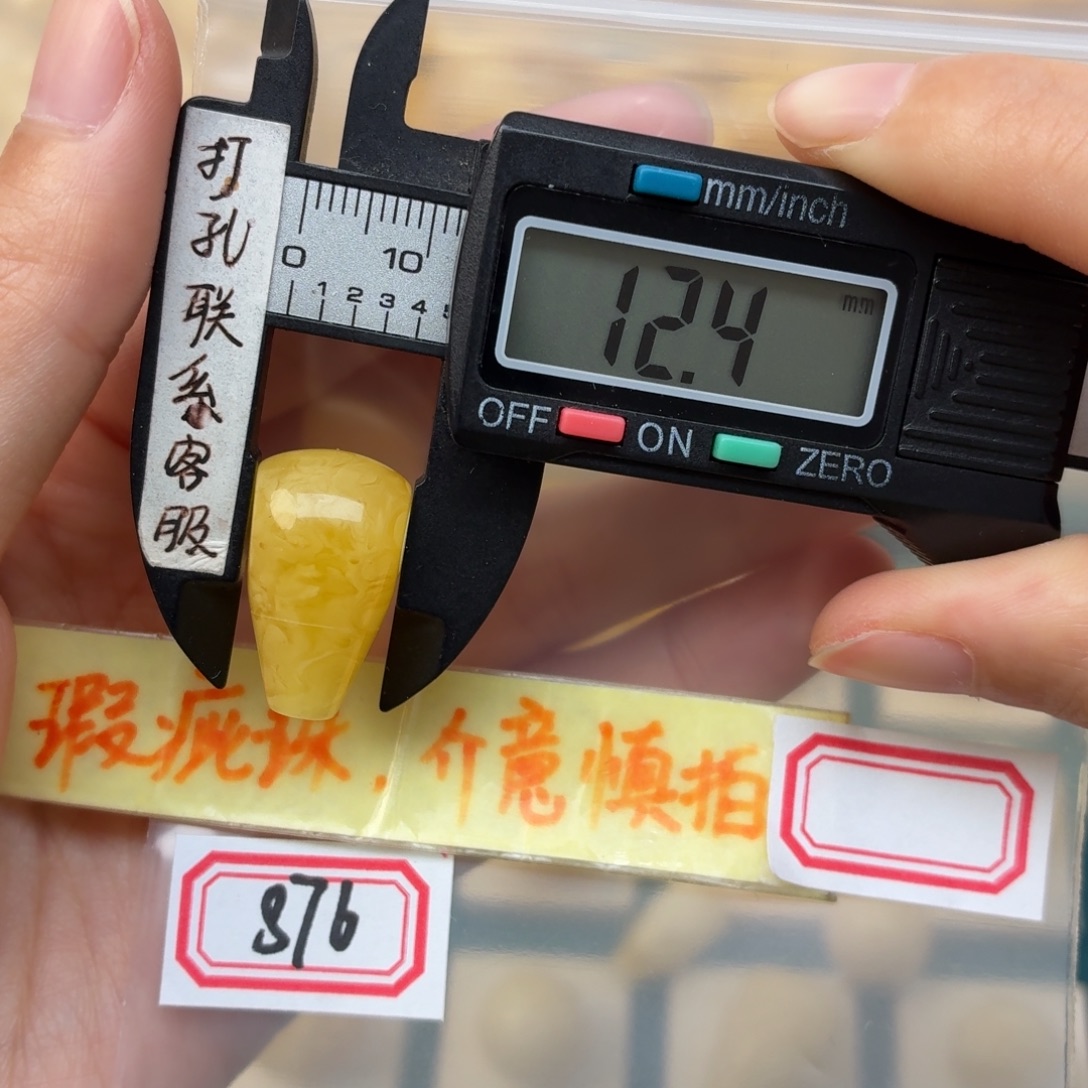 打孔联系客服
0 10
1 2 3 4
mm/inch
12.4 mm
OFF ON ZERO
瑕疵珠，介意慎拍
876